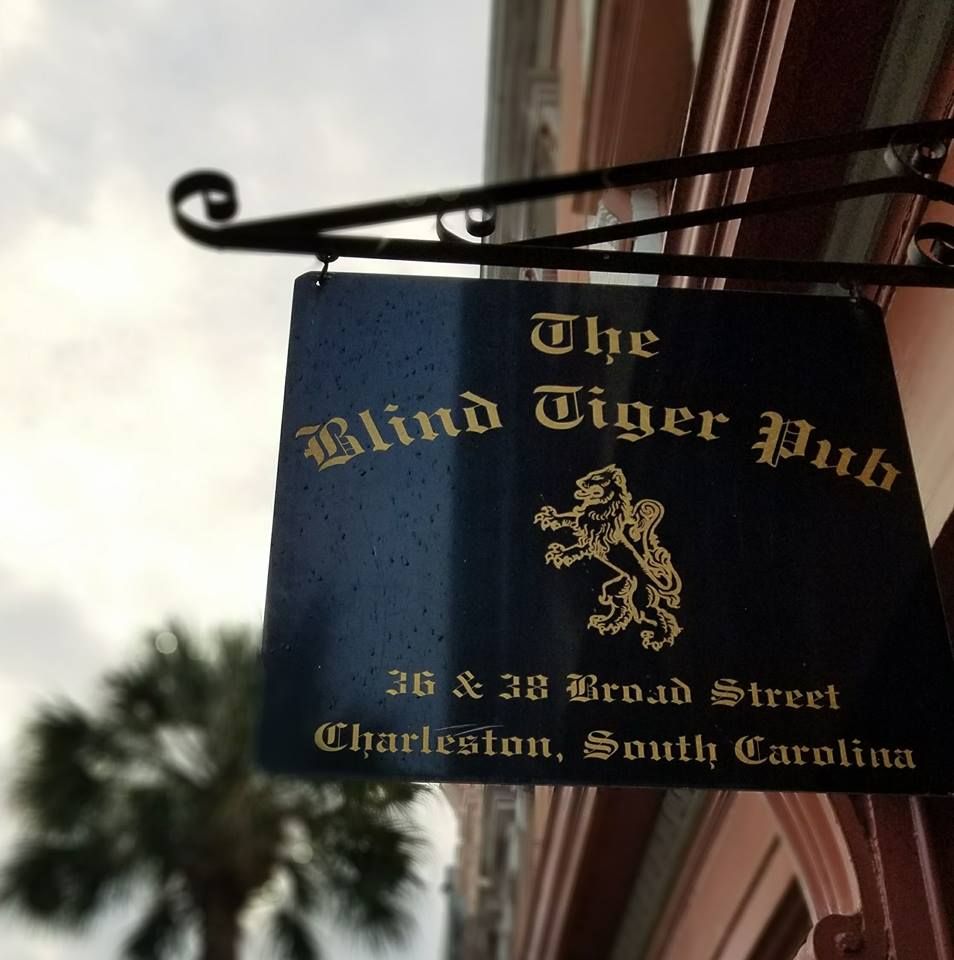 The
Blind Tiger Pub
36 & 38 Broad Street
Charleston, South Carolina